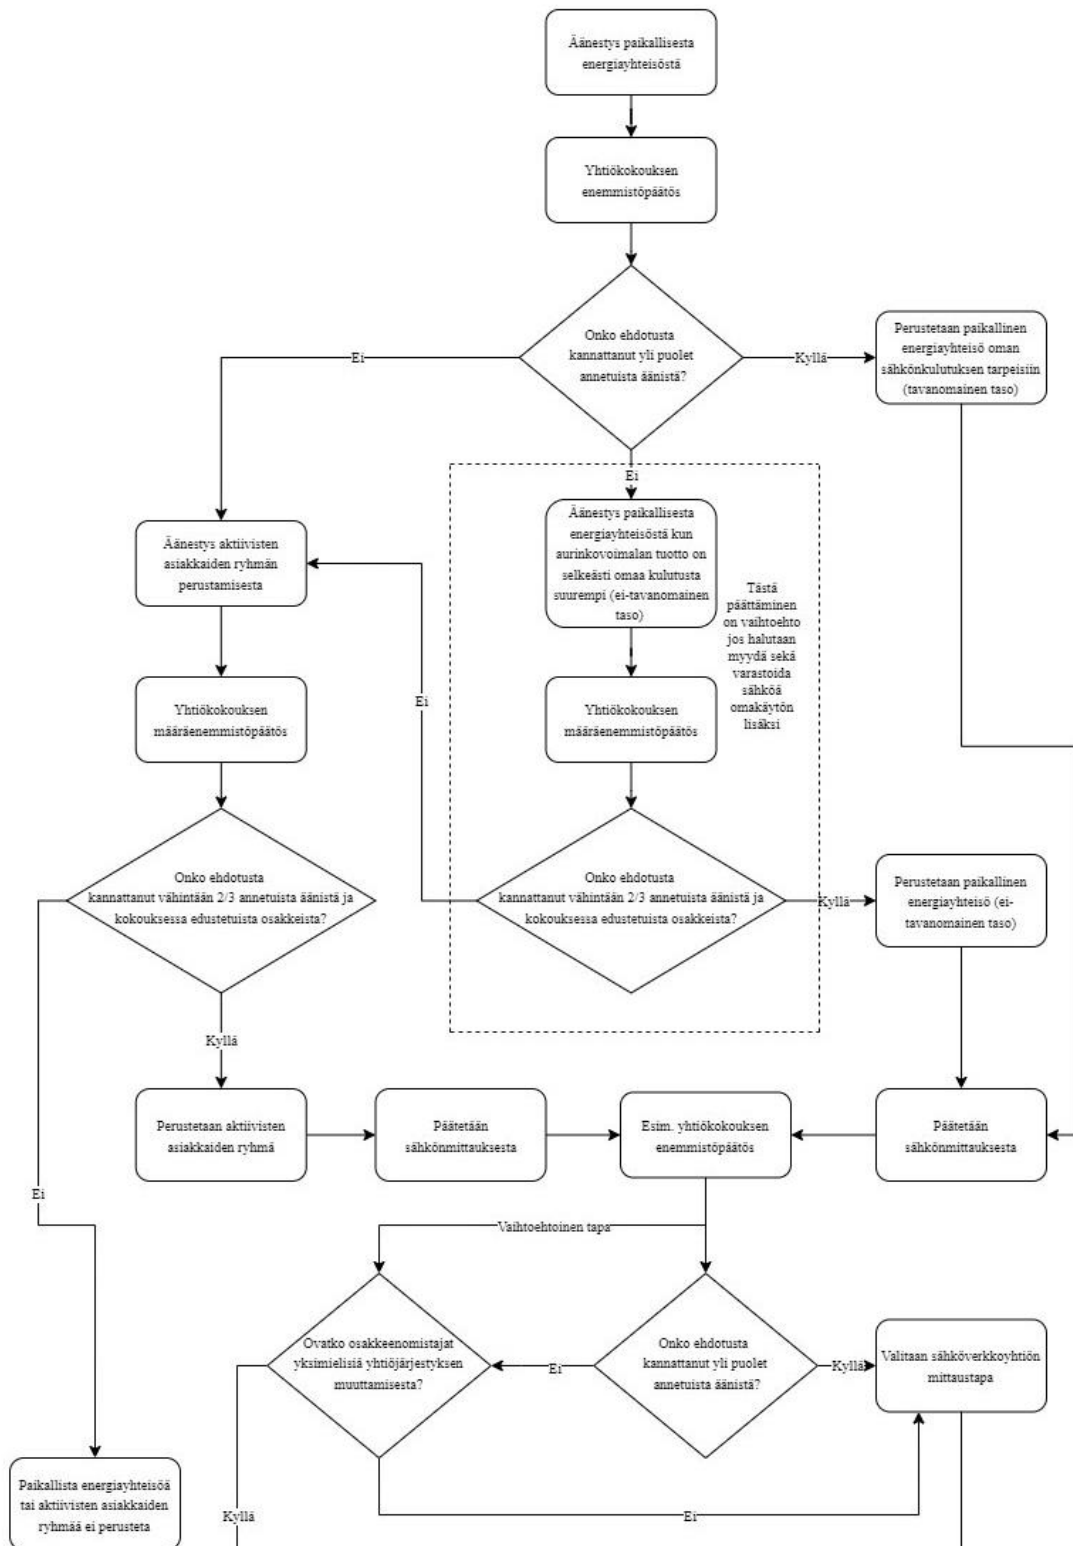 Äänestys paikallisesta
energiayhteisöstä
Yhtiökokouksen
enemmistöpäätös
Onko ehdotusta
kannattanut yli puolet
annetuista äänistä?
Ei
Kyllä
Perustetaan paikallinen
energiayhteisö oman
sähkönkulutuksen tarpeisiin
(tavanomainen taso)
Ei
Äänestys paikallisesta
energiayhteisöstä kun
aurinkovoimalan tuotto on
selkeästi omaa kulutusta
suurempi (ei-tavanomainen
taso)
Tästä
päättäminen
on vaihtoehto
jos halutaan
myydä sekä
varastoida
sähköä
omakäytön
lisäksi
Äänestys aktiivisten
asiakkaiden ryhmän
perustamisesta
Ei
Yhtiökokouksen
määräenemmistöpäätös
Yhtiökokouksen
määräenemmistöpäätös
Onko ehdotusta
kannattanut vähintään 2/3 annetuista äänistä ja
kokouksessa edustetuista osakkeista?
Onko ehdotusta
kannattanut vähintään 2/3 annetuista äänistä ja
kokouksessa edustetuista osakkeista?
Kyllä
Perustetaan paikallinen
energiayhteisö (ei-
tavanomainen taso)
Kyllä
Perustetaan aktiivisten
asiakkaiden ryhmä
Päätetään
sähkönmittauksesta
Esim. yhtiökokouksen
enemmistöpäätös
Päätetään
sähkönmittauksesta
Ei
Vaihtoehtoinen tapa
Ovatko osakkeenomistajat
yksimielisiä yhtiöjärjestyksen
muuttamisesta?
Ei
Onko ehdotusta
kannattanut yli puolet
annetuista äänistä?
Kyllä
Valitaan sähköverkkoyhtiön
mittaustapa
Paikallista energiayhteisöä
tai aktiivisten asiakkaiden
ryhmää ei perusteta
Kyllä
Ei